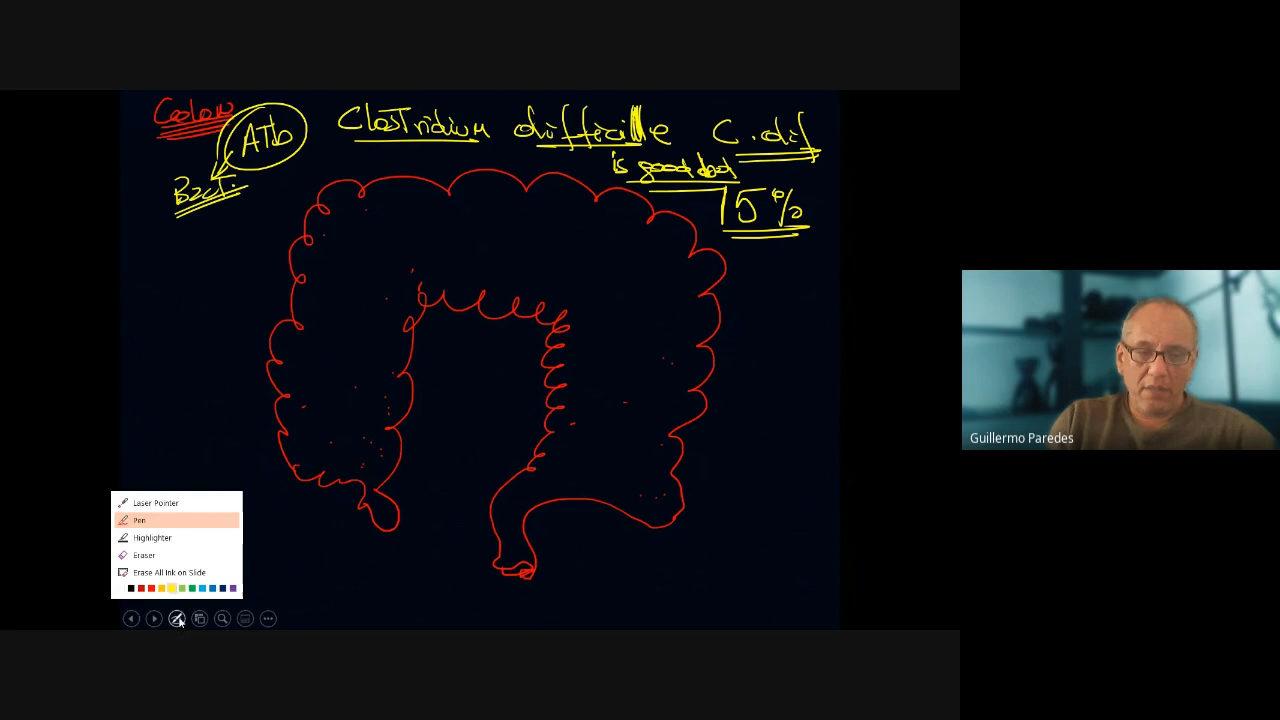 Colon
ATb
Clostridium difficille C. dif
is good bad
Bact.
15%
Laser Pointer
Pen
Highlighter
Eraser
Erase All Ink on Slide
Guillermo Paredes